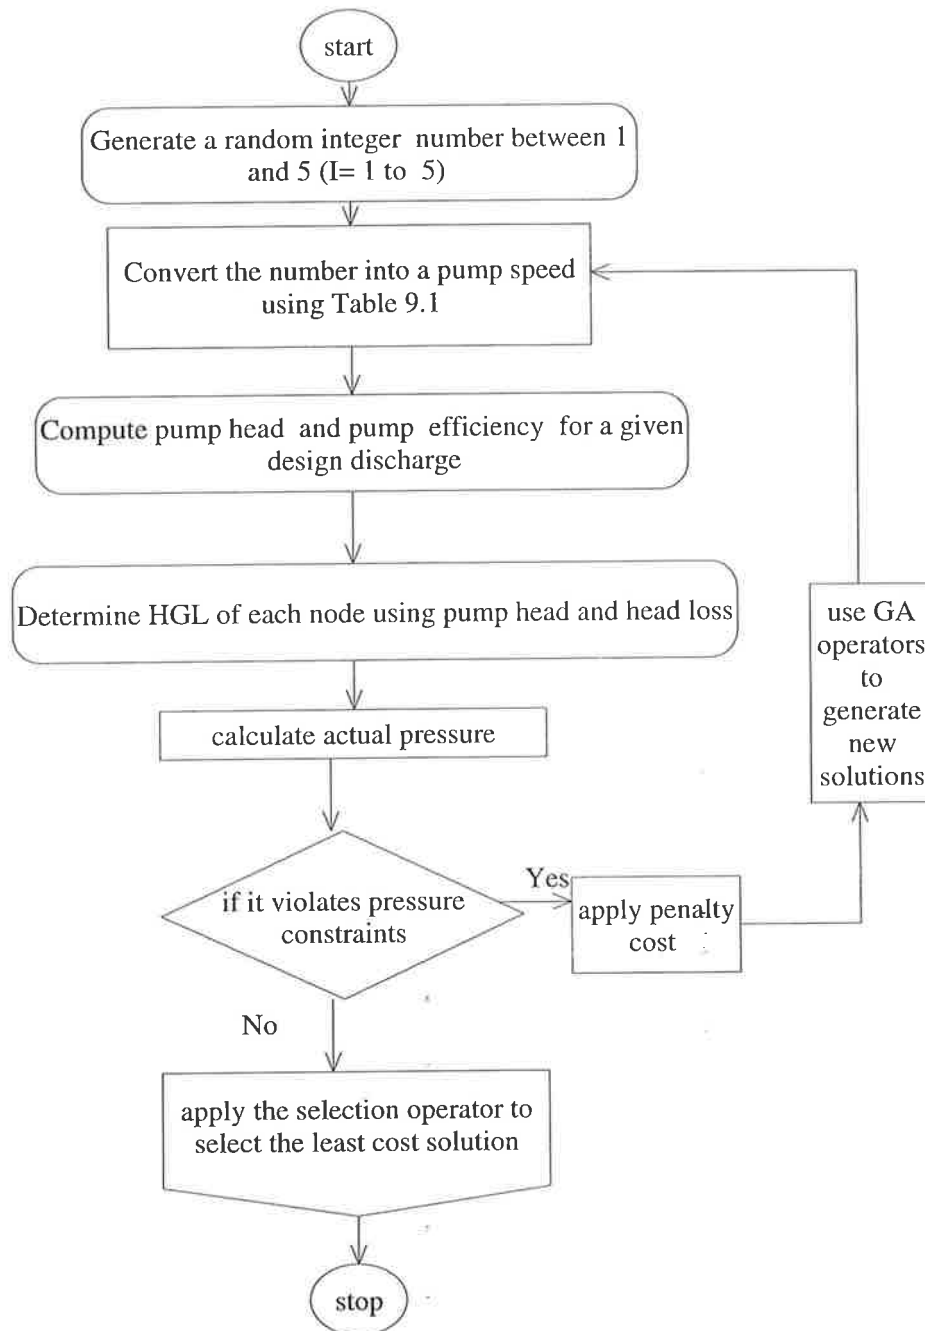 start
Generate a random integer number between 1
and 5 (I= 1 to 5)
Convert the number into a pump speed
using Table 9.1
Compute pump head and pump efficiency for a given
design discharge
Determine HGL of each node using pump head and head loss
calculate actual pressure
if it violates pressure
constraints
Yes
apply penalty
cost
use GA
operators
to
generate
new
solutions
No
apply the selection operator to
select the least cost solution
stop